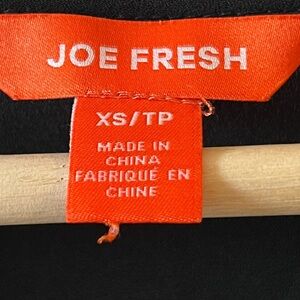 JOE FRESH
XS/TP
MADE IN
CHINA
FABRIQUÉ EN
CHINE